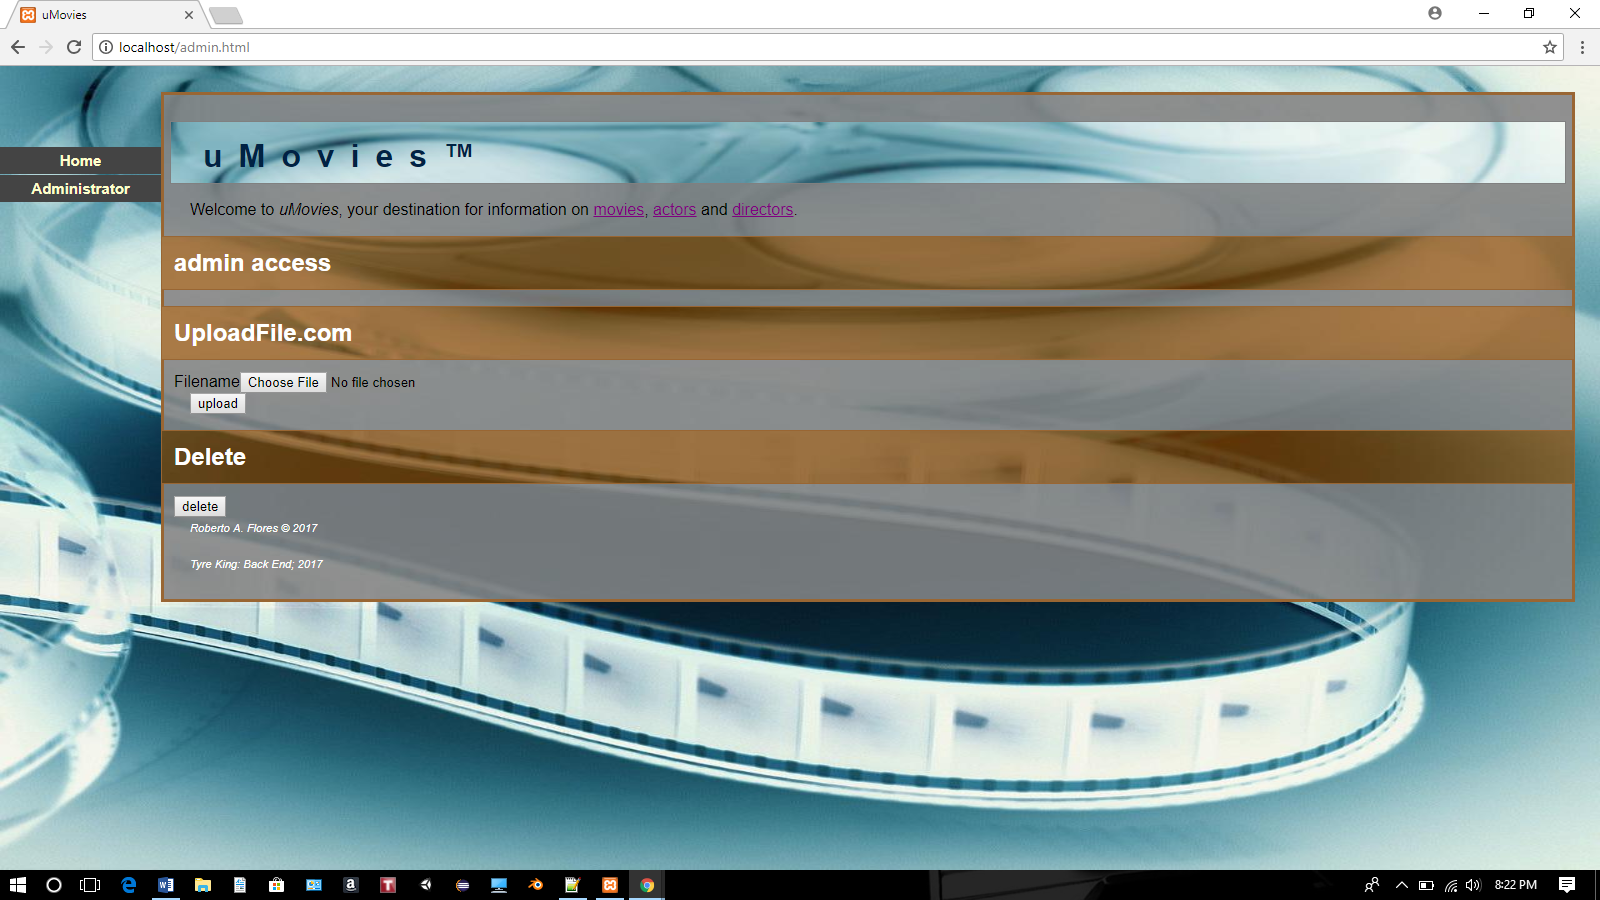 uMovies
localhost/admin.html
Home
Administrator
uMovies™
Welcome to uMovies, your destination for information on movies, actors and directors.
admin access
UploadFile.com
Filename Choose File No file chosen
upload
Delete
delete
Roberto A. Flores © 2017
Tyre King: Back End; 2017
8:22 PM